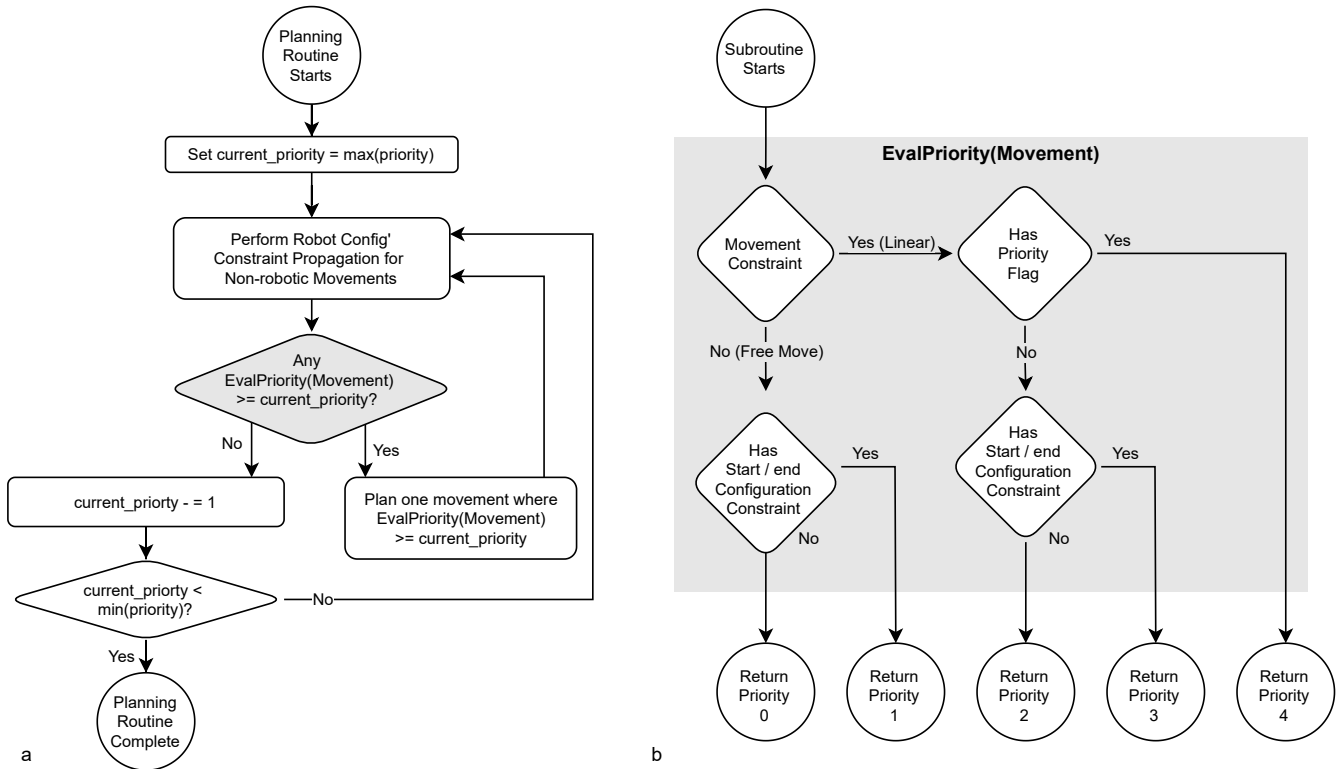 Planning
Routine
Starts
Set current_priority = max(priority)
Perform Robot Config'
Constraint Propagation for
Non-robotic Movements
Any
EvalPriority(Movement)
>= current_priority?
No
Yes
current_priorty - = 1
Plan one movement where
EvalPriority(Movement)
>= current_priority
current_priorty <
min(priority)?
No
Yes
Planning
Routine
Complete
a
Subroutine
Starts
EvalPriority(Movement)
Movement
Constraint
Yes (Linear)
Has
Priority
Flag
Yes
No (Free Move)
No
Has
Start / end
Configuration
Constraint
Yes
No
Has
Start / end
Configuration
Constraint
Yes
No
Return
Priority
0
Return
Priority
1
Return
Priority
2
Return
Priority
3
Return
Priority
4
b